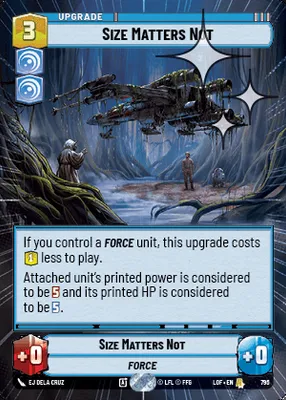 UPGRADE
3
SIZE MATTERS NOT
If you control a FORCE unit, this upgrade costs
1 less to play.
Attached unit's printed power is considered
to be 5 and its printed HP is considered
to be 5.
+0
SIZE MATTERS NOT
+0
FORCE
EJ DELA CRUZ
© LFL © FFG
LOF • EN
796